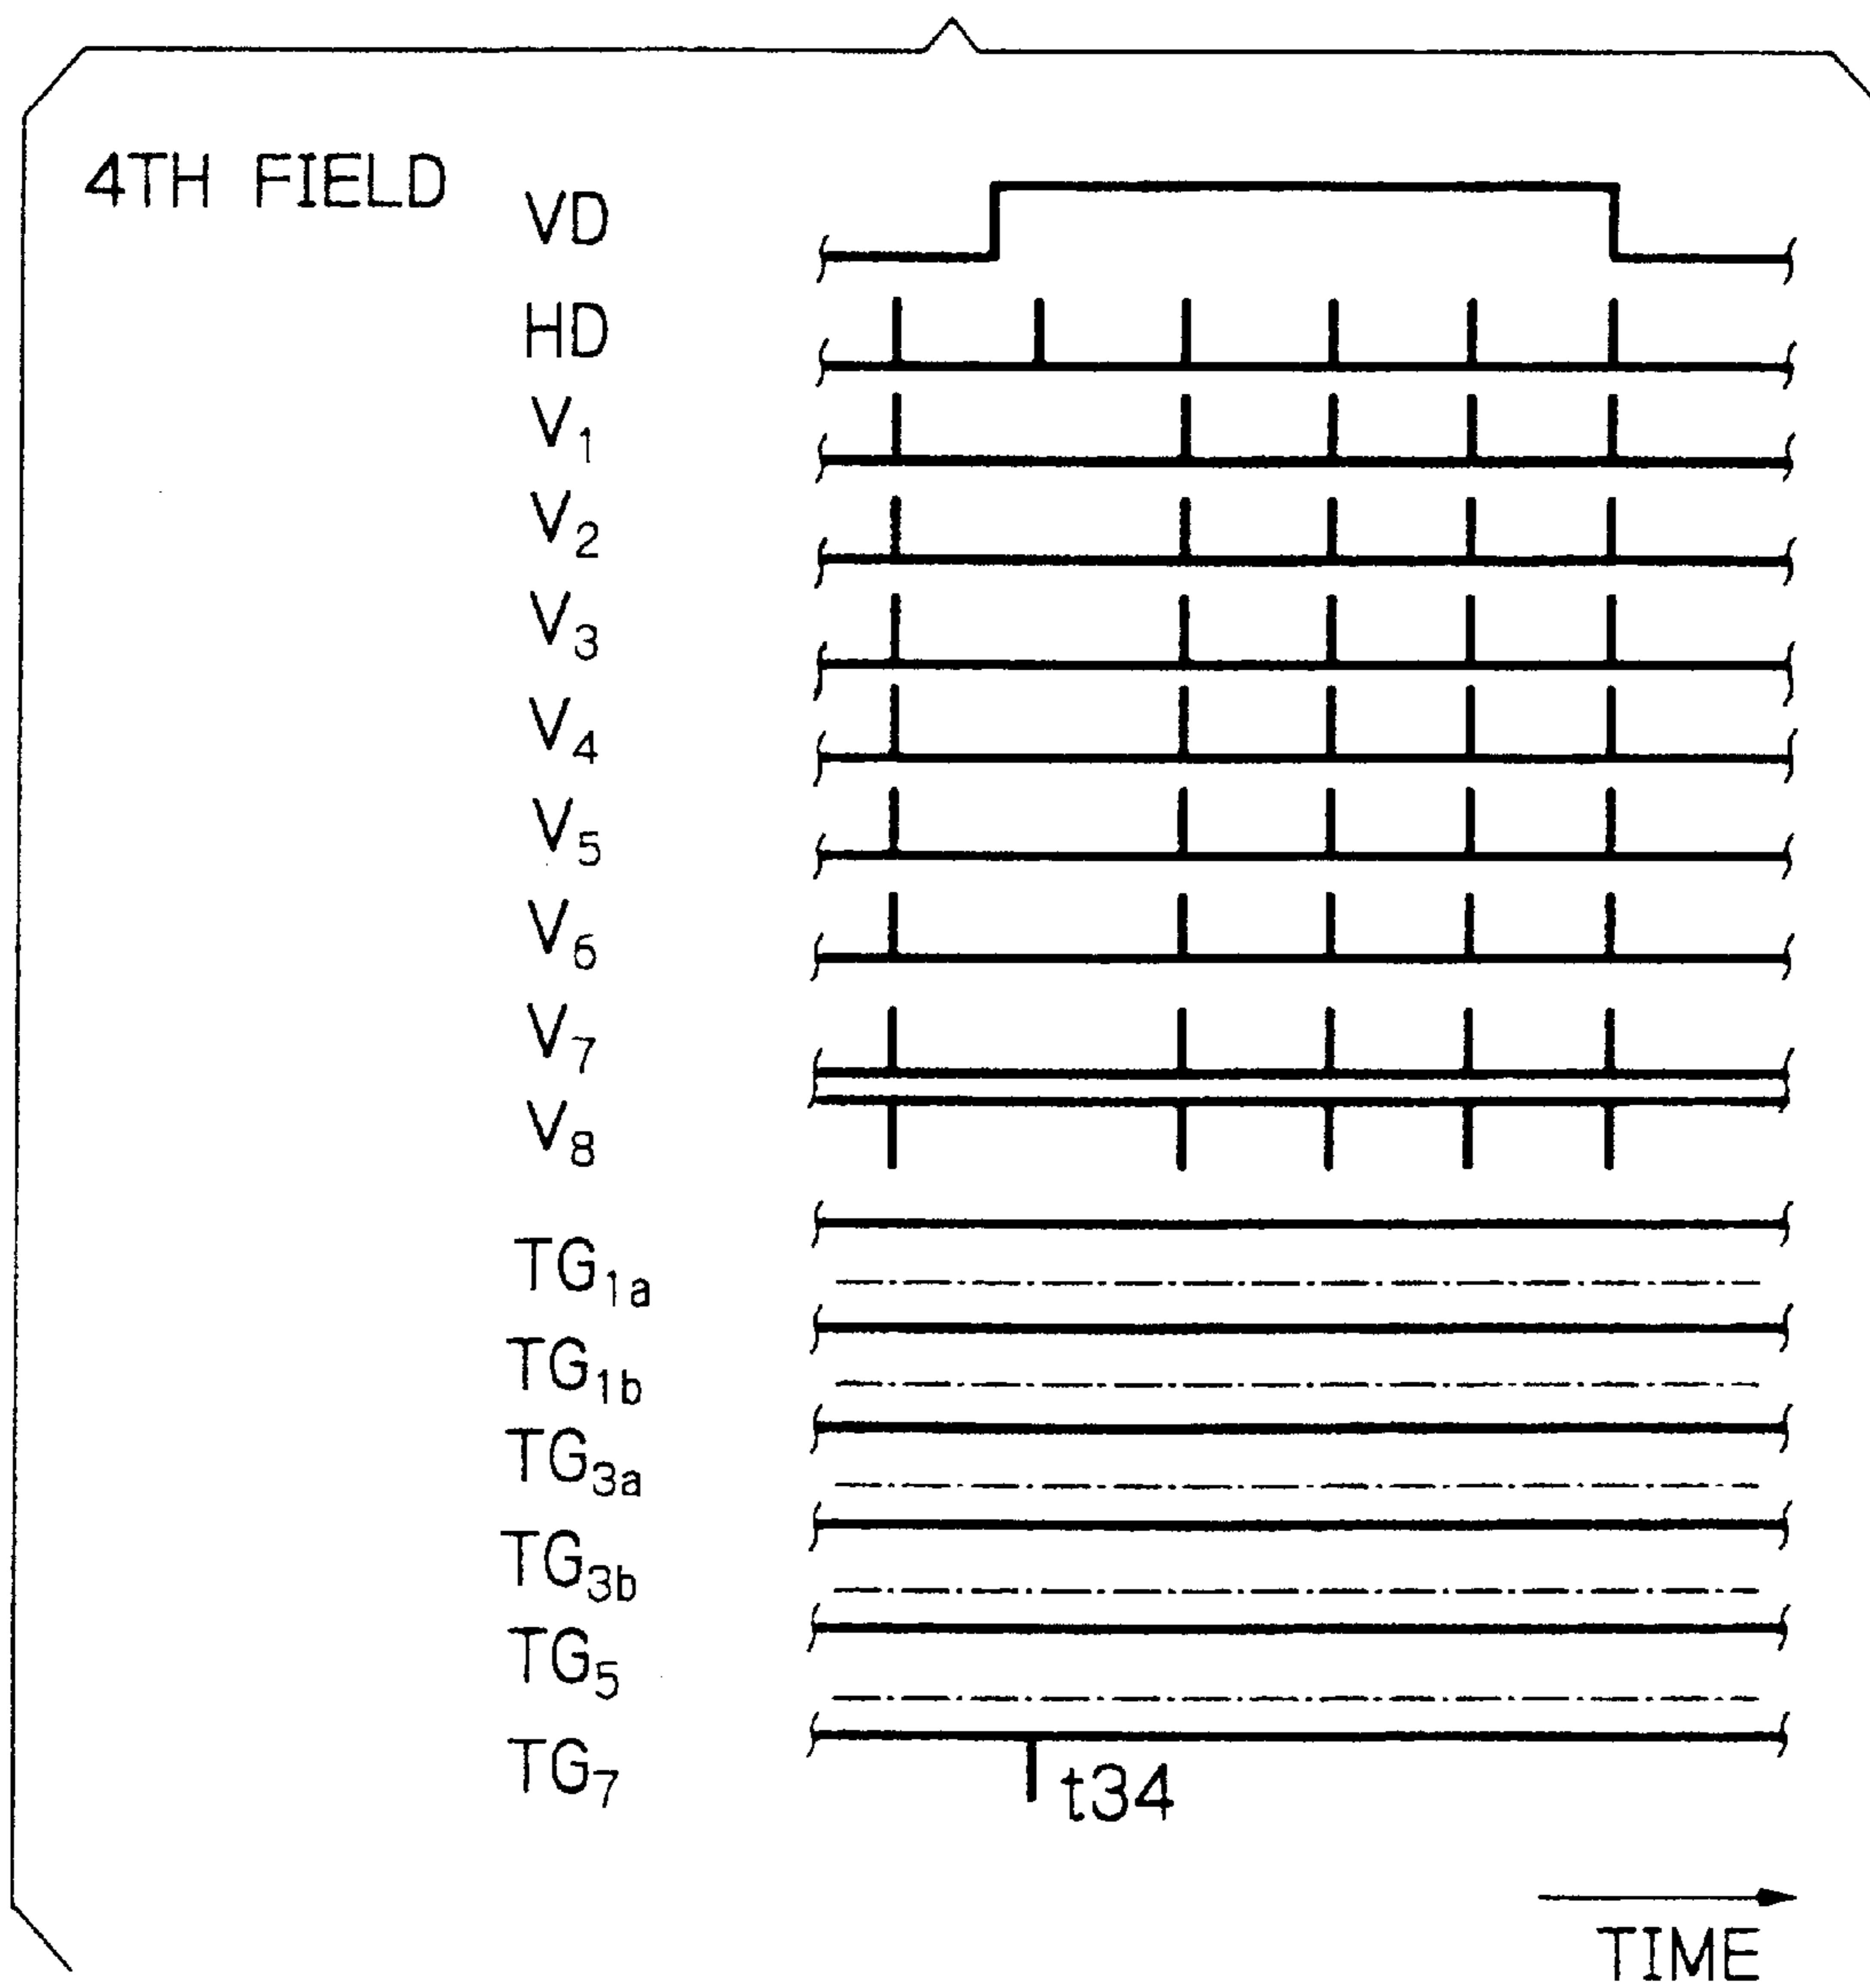 4TH FIELD
VD
HD
V1
V2
V3
V4
V5
V6
V7
V8
TG1a
TG1b
TG3a
TG3b
TG5
TG7
t34
TIME